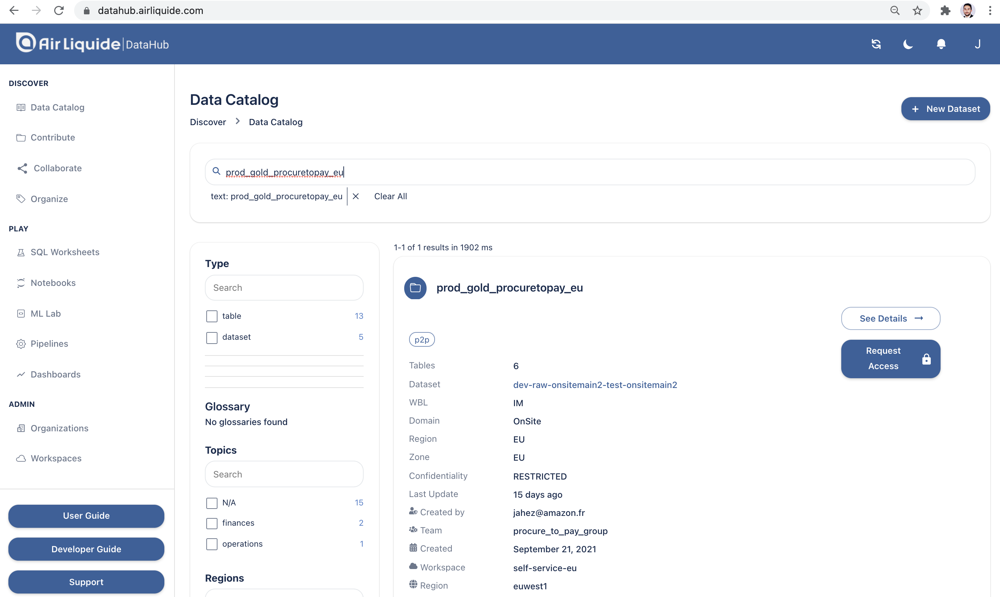 datahub.airliquide.com
Air Liquide | DataHub
J
DISCOVER
Data Catalog
Contribute
Collaborate
Organize
PLAY
SQL Worksheets
Notebooks
ML Lab
Pipelines
Dashboards
ADMIN
Organizations
Workspaces
User Guide
Developer Guide
Support
Data Catalog
Discover > Data Catalog
+ New Dataset
prod_gold_procuretopay_eu
text: prod_gold_procuretopay_eu Clear All
Type
Search
table 13
dataset 5
Glossary
No glossaries found
Topics
Search
N/A 15
finances 2
operations 1
Regions
1-1 of 1 results in 1902 ms
prod_gold_procuretopay_eu
See Details →
Request
Access
p2p
Tables 6
Dataset dev-raw-onsitemain2-test-onsitemain2
WBL IM
Domain OnSite
Region EU
Zone EU
Confidentiality RESTRICTED
Last Update 15 days ago
Created by jahez@amazon.fr
Team procure_to_pay_group
Created September 21, 2021
Workspace self-service-eu
Region euwest1